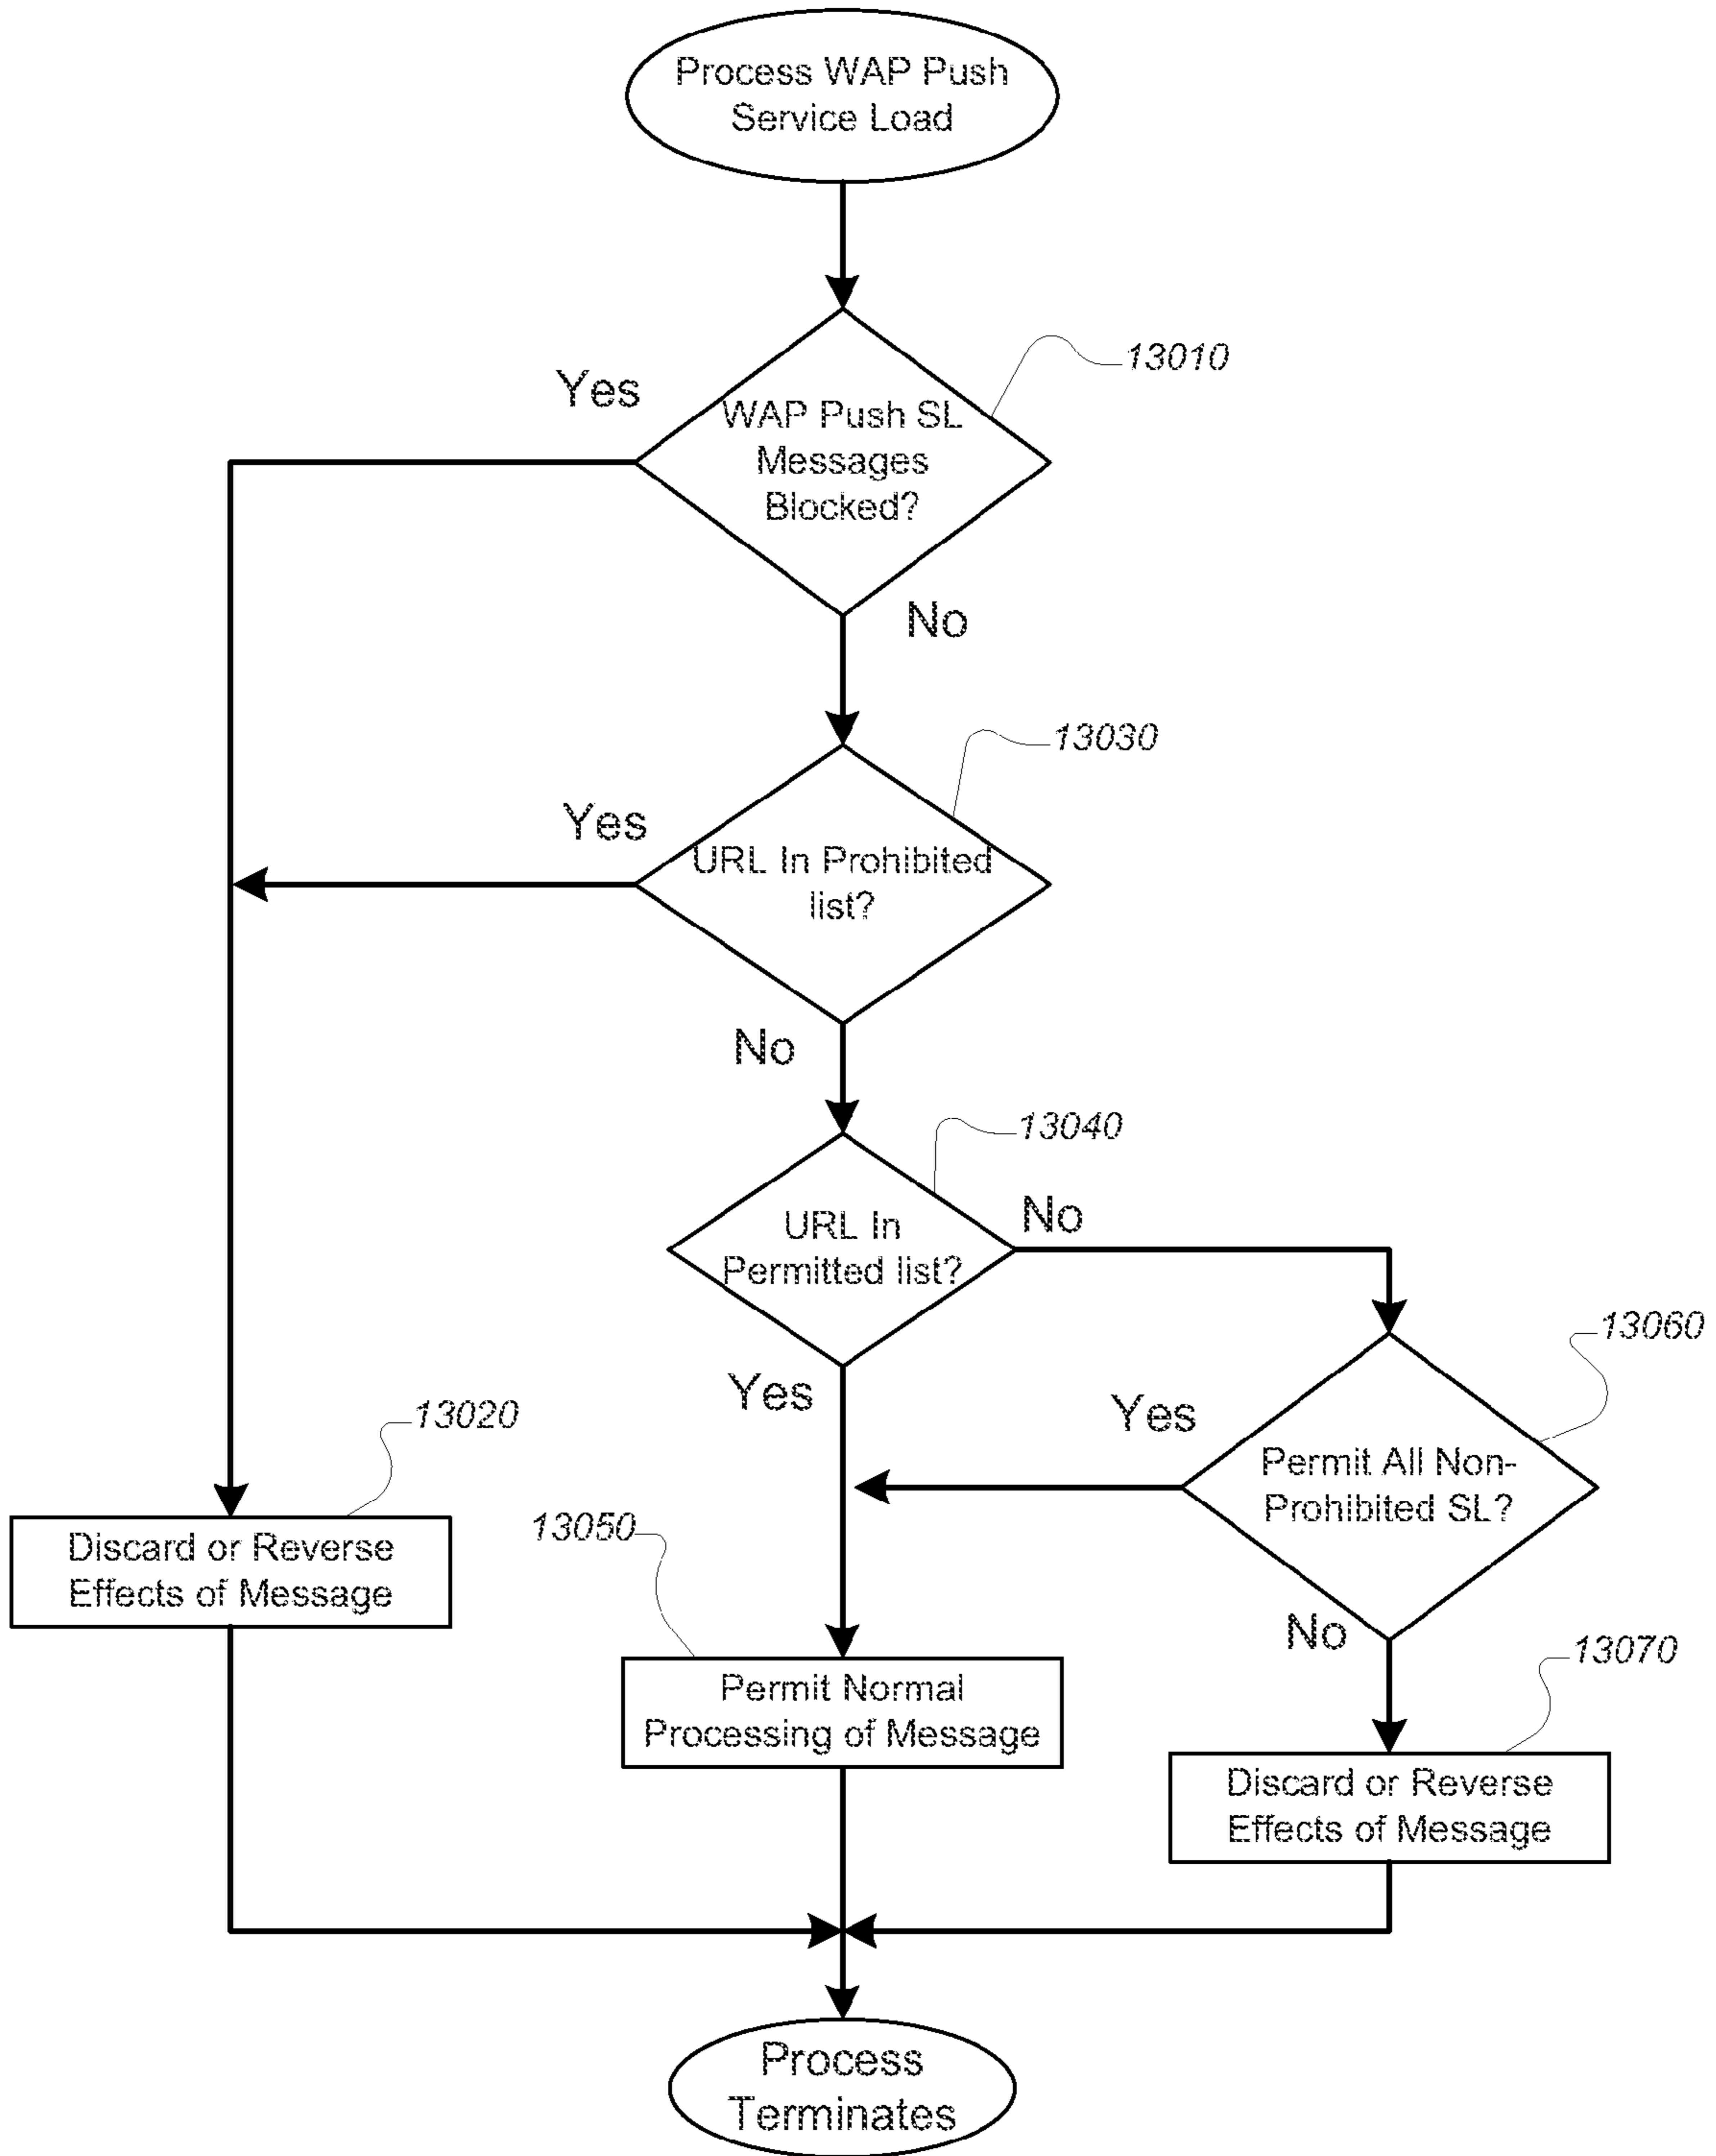 Process WAP Push
Service Load
13010
Yes
WAP Push SL
Messages
Blocked?
No
13030
Yes
URL In Prohibited
list?
No
13040
No
URL In
Permitted list?
13060
Yes
Yes
13020
Permit All Non-
Prohibited SL?
13050
Discard or Reverse
Effects of Message
No
13070
Permit Normal
Processing of Message
Discard or Reverse
Effects of Message
Process
Terminates